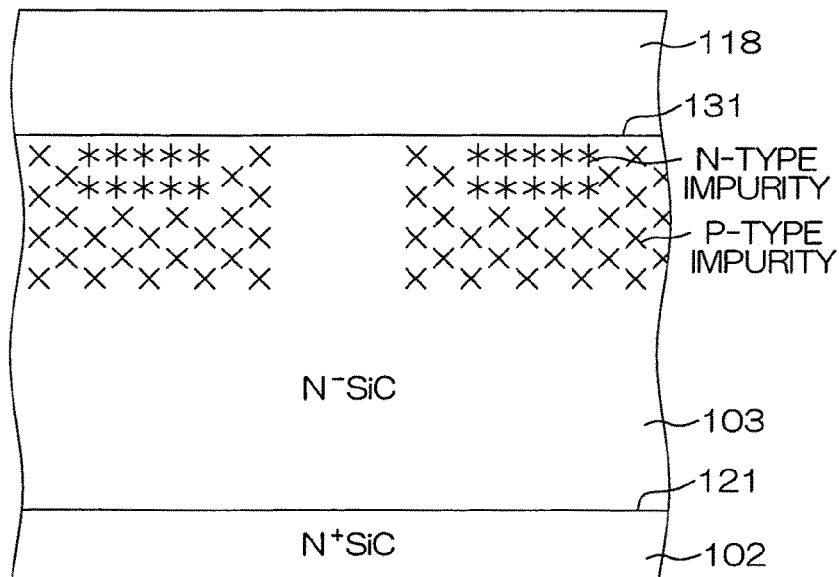 118
131
N-TYPE
IMPURITY
P-TYPE
IMPURITY
N⁻SiC
103
121
N⁺SiC
102